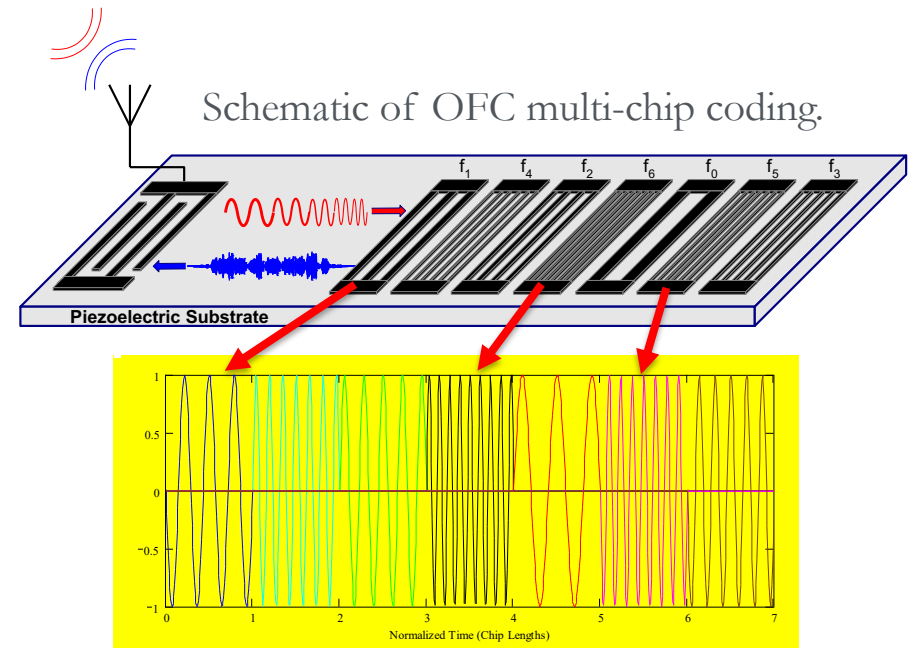 Schematic of OFC multi-chip coding.
f1 f4 f2 f6 f0 f5 f3
Piezoelectric Substrate
1
0.5
0
−0.5
−1
0 1 2 3 4 5 6 7
Normalized Time (Chip Lengths)